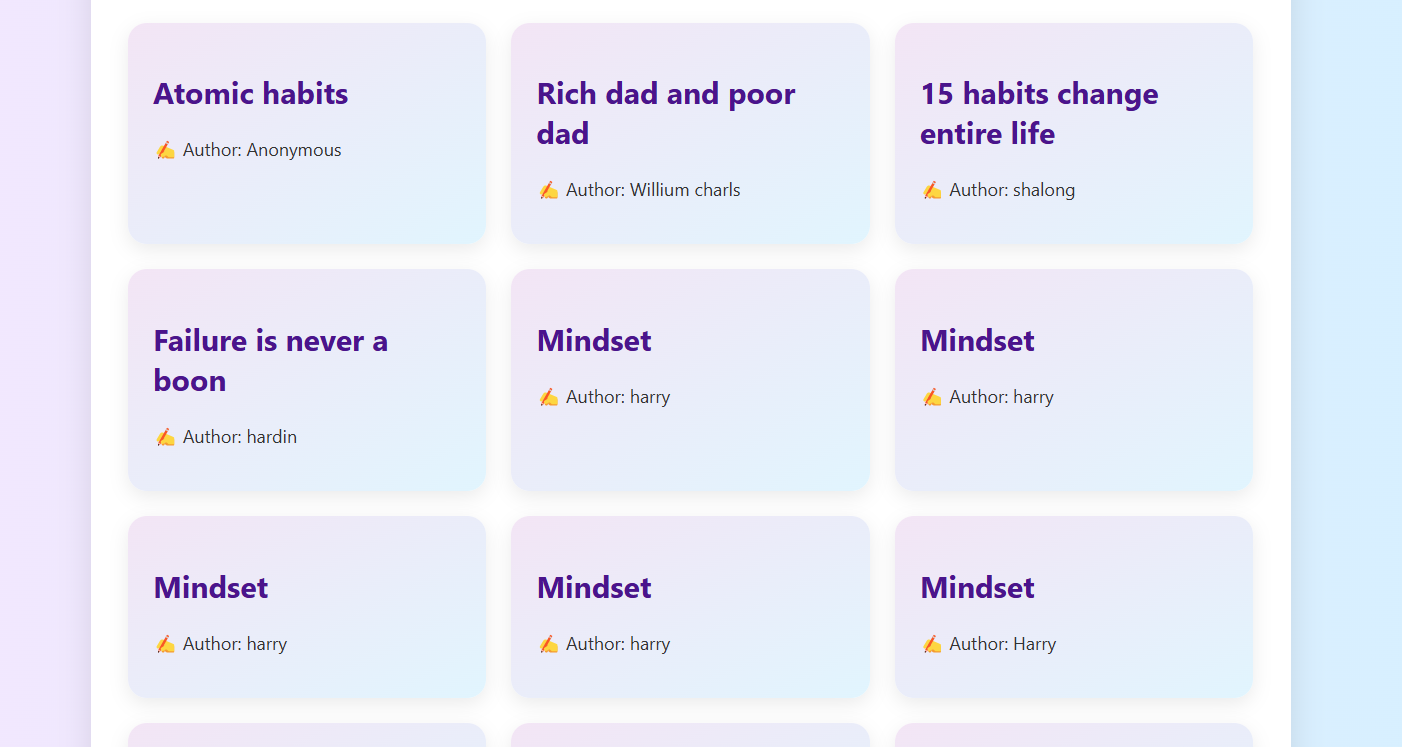 Atomic habits
✍️ Author: Anonymous
Rich dad and poor
dad
✍️ Author: Willium charls
15 habits change
entire life
✍️ Author: shalong
Failure is never a
boon
✍️ Author: hardin
Mindset
✍️ Author: harry
Mindset
✍️ Author: harry
Mindset
✍️ Author: harry
Mindset
✍️ Author: harry
Mindset
✍️ Author: Harry